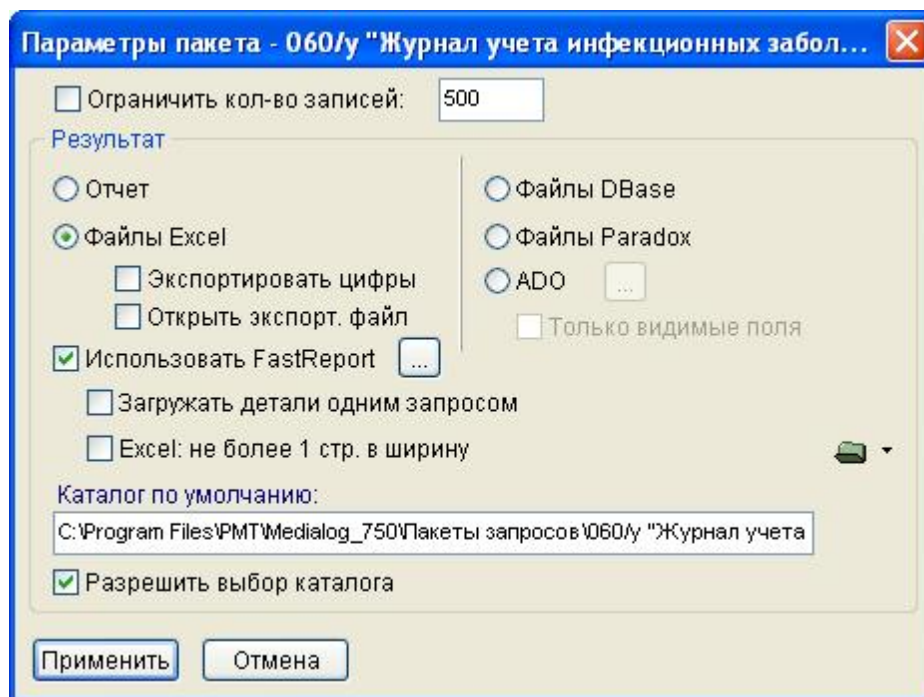 Параметры пакета - 060/у "Журнал учета инфекционных забол...
Ограничить кол-во записей: 500
Результат
Отчет
Файлы Excel
Экспортировать цифры
Открыть экспорт. файл
Файлы DBase
Файлы Paradox
ADO ...
Только видимые поля
Использовать FastReport ...
Загружать детали одним запросом
Excel: не более 1 стр. в ширину
Каталог по умолчанию:
C:\Program Files\PMT\Medialog_750\Пакеты запросов\060/у "Журнал учета
Разрешить выбор каталога
Применить Отмена